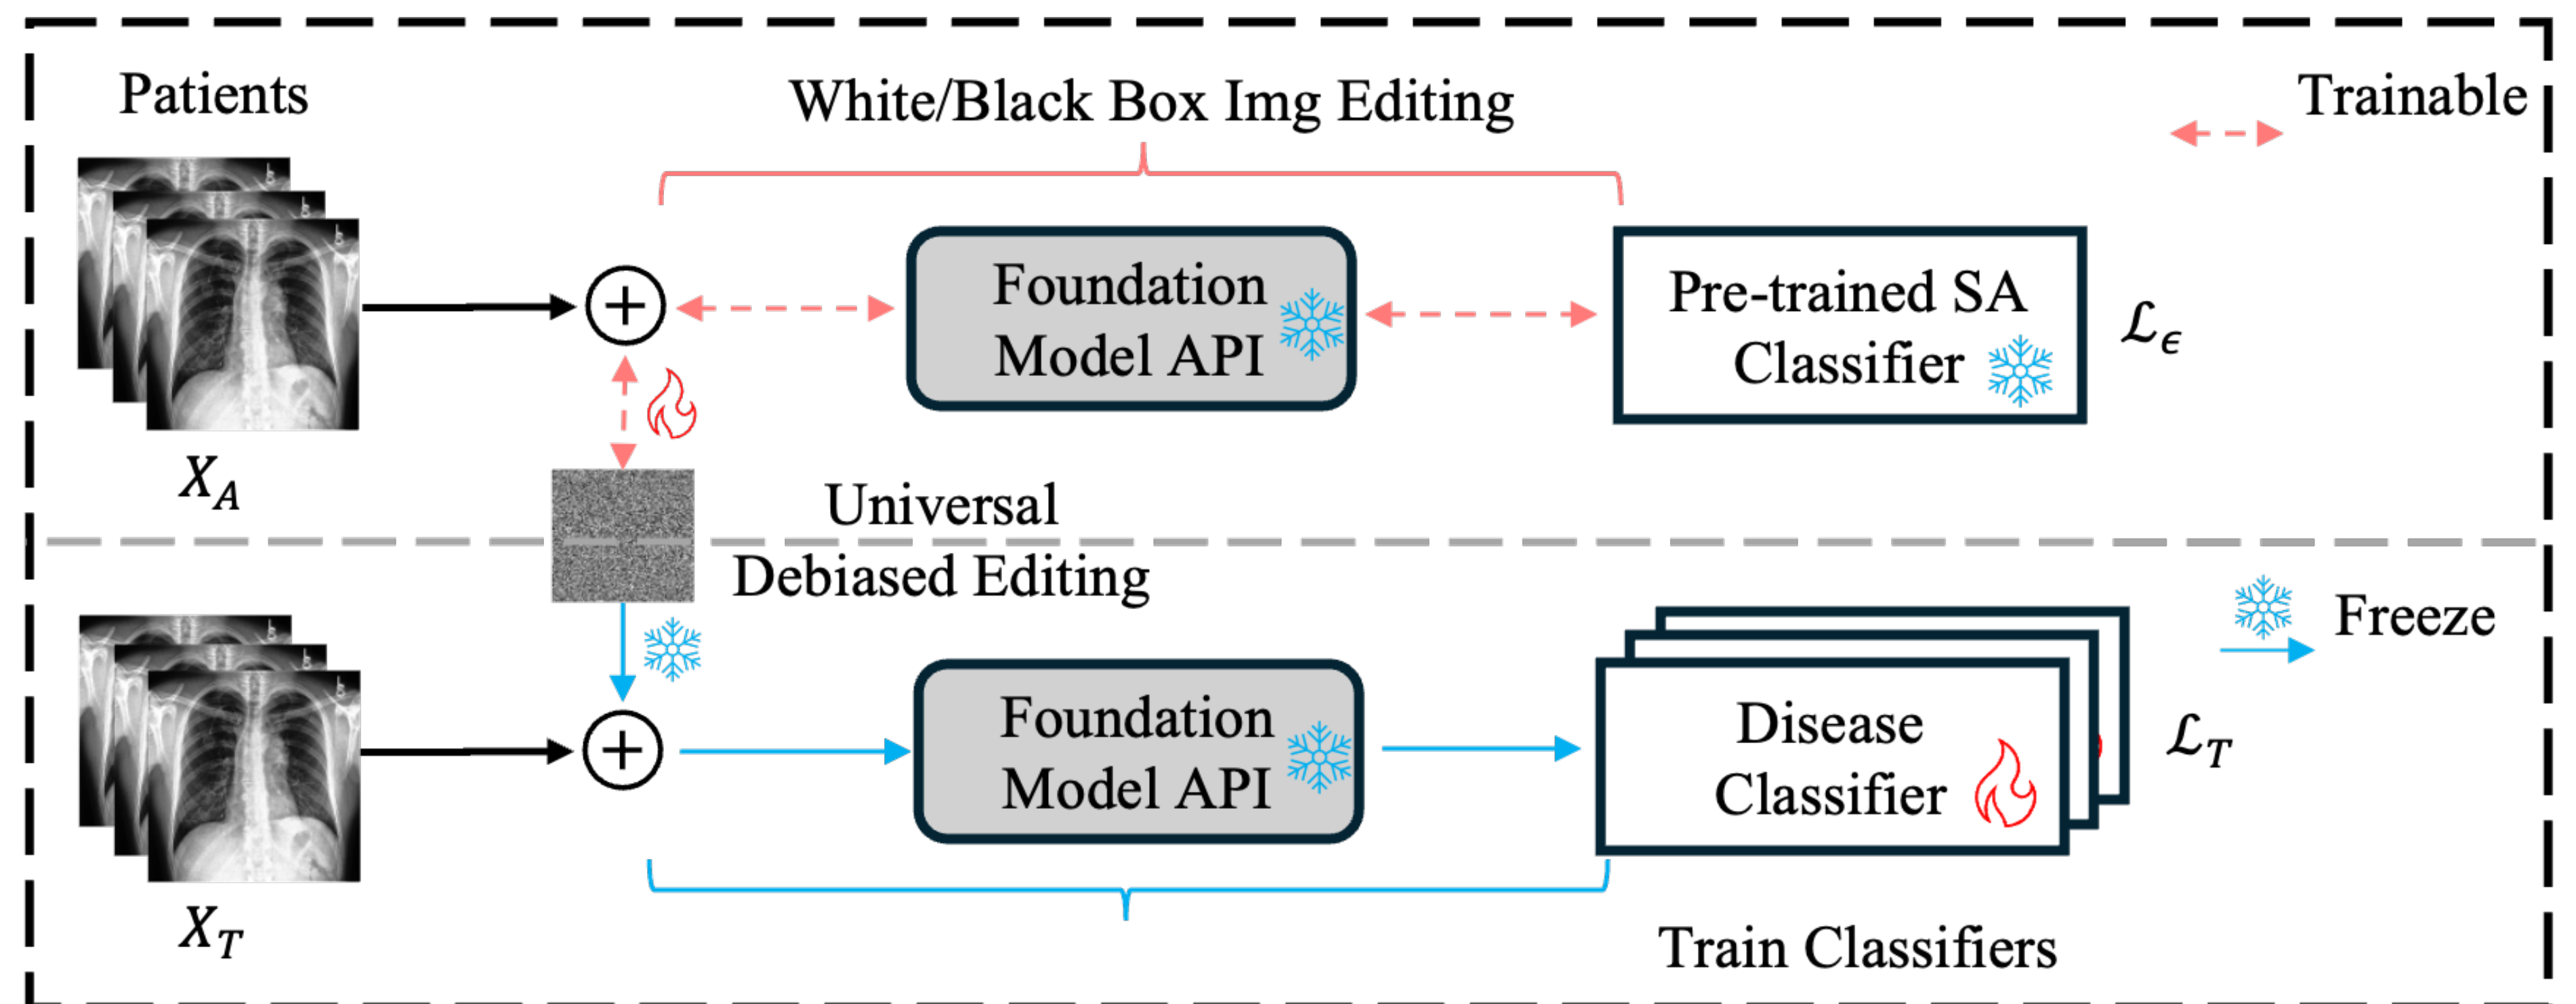 Patients
White/Black Box Img Editing
Trainable
Foundation
Model API
Pre-trained SA
Classifier
ℒ_ϵ
X_A
Universal
Debiased Editing
Freeze
Foundation
Model API
Disease
Classifier
ℒ_T
X_T
Train Classifiers